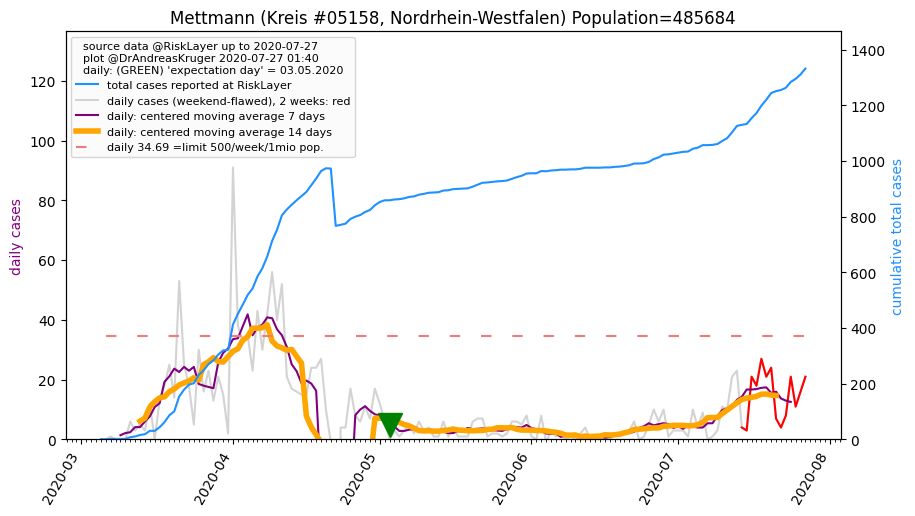 Mettmann (Kreis #05158, Nordrhein-Westfalen) Population=485684
source data @RiskLayer up to 2020-07-27
plot @DrAndreasKruger 2020-07-27 01:40
daily: (GREEN) 'expectation day' = 03.05.2020
total cases reported at RiskLayer
daily cases (weekend-flawed), 2 weeks: red
daily: centered moving average 7 days
daily: centered moving average 14 days
daily 34.69 =limit 500/week/1mio pop.
daily cases
120
100
80
60
40
20
0
cumulative total cases
1400
1200
1000
800
600
400
200
0
2020-03
2020-04
2020-05
2020-06
2020-07
2020-08